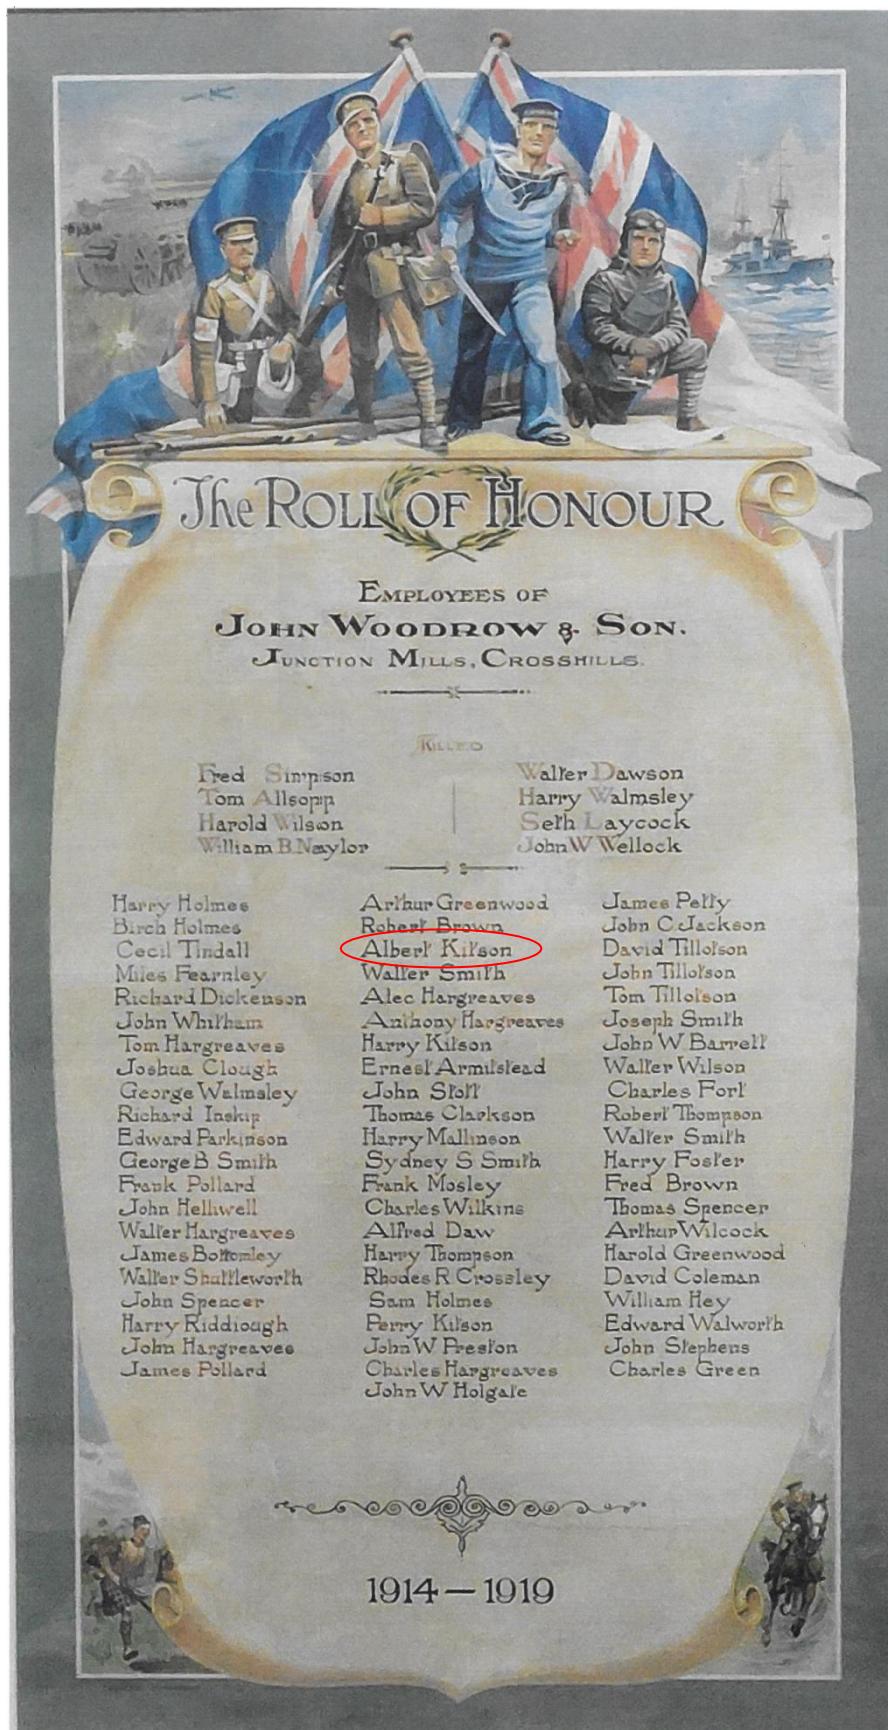 The ROLL OF HONOUR
EMPLOYEES OF
JOHN WOODROW & SON.
JUNCTION MILLS, CROSSHILLS.
KILLED
Fred Simpson
Tom Allsopp
Harold Wilson
William B. Naylor
Walter Dawson
Harry Walmsley
Seth Laycock
John W Wellock
Harry Holmes
Birch Holmes
Cecil Tindall
Miles Fearnley
Richard Dickenson
John Whitham
Tom Hargreaves
Joshua Clough
George Walmsley
Richard Inskip
Edward Parkinson
George B. Smith
Frank Pollard
John Helliwell
Walter Hargreaves
James Bottomley
Walter Shuttleworth
John Spencer
Harry Riddiough
John Hargreaves
James Pollard
Arthur Greenwood
Robert Brown
Albert Kitson
Walter Smith
Alec Hargreaves
Anthony Hargreaves
Harry Kitson
Ernest Armitstead
John Stott
Thomas Clarkson
Harry Mallinson
Sydney S Smith
Frank Mosley
Charles Wilkins
Alfred Daw
Harry Thompson
Rhodes R Crossley
Sam Holmes
Perry Kitson
John W Preston
Charles Hargreaves
John W Holgate
James Petty
John C Jackson
David Tillotson
John Tillotson
Tom Tillotson
Joseph Smith
John W Barrett
Walter Wilson
Charles Fort
Robert Thompson
Walter Smith
Harry Foster
Fred Brown
Thomas Spencer
Arthur Wilcock
Harold Greenwood
David Coleman
William Hey
Edward Walworth
John Stephens
Charles Green
1914 — 1919